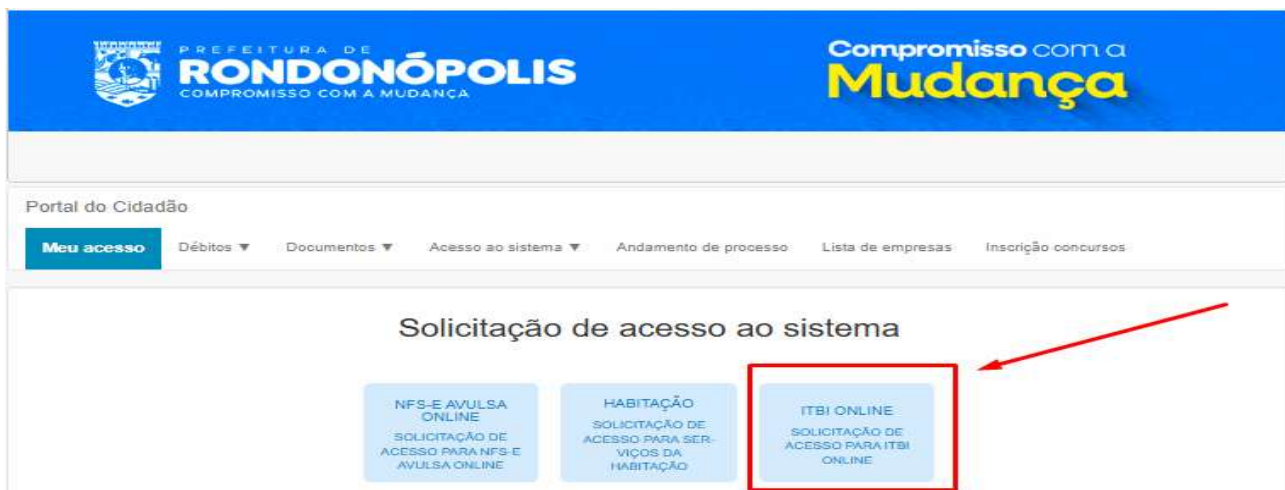 PREFEITURA DE
RONDONÓPOLIS
COMPROMISSO COM A MUDANÇA
Compromisso com a
Mudança
Portal do Cidadão
Meu acesso Débitos ▼ Documentos ▼ Acesso ao sistema ▼ Andamento de processo Lista de empresas Inscrição concursos
Solicitação de acesso ao sistema
NFS-E AVULSA
ONLINE
SOLICITAÇÃO DE
ACESSO PARA NFS-E
AVULSA ONLINE
HABITAÇÃO
SOLICITAÇÃO DE
ACESSO PARA SER-
VIÇOS DA
HABITAÇÃO
ITBI ONLINE
SOLICITAÇÃO DE
ACESSO PARA ITBI
ONLINE